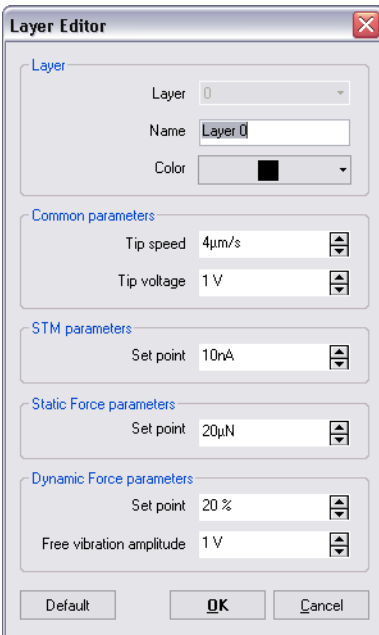 Layer Editor
Layer
Layer 0
Name Layer 0
Color
Common parameters
Tip speed 4µm/s
Tip voltage 1 V
STM parameters
Set point 10nA
Static Force parameters
Set point 20µN
Dynamic Force parameters
Set point 20 %
Free vibration amplitude 1 V
Default OK Cancel